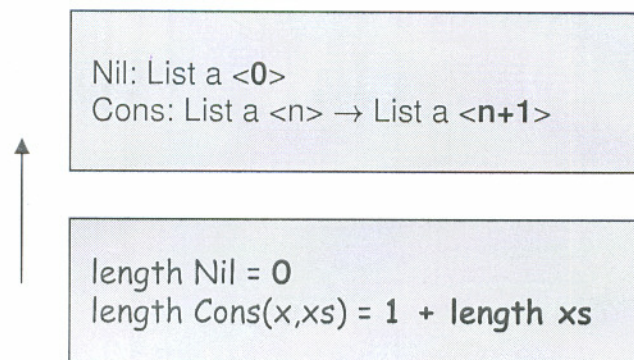 Nil: List a <0>
Cons: List a <n> → List a <n+1>
length Nil = 0
length Cons(x,xs) = 1 + length xs